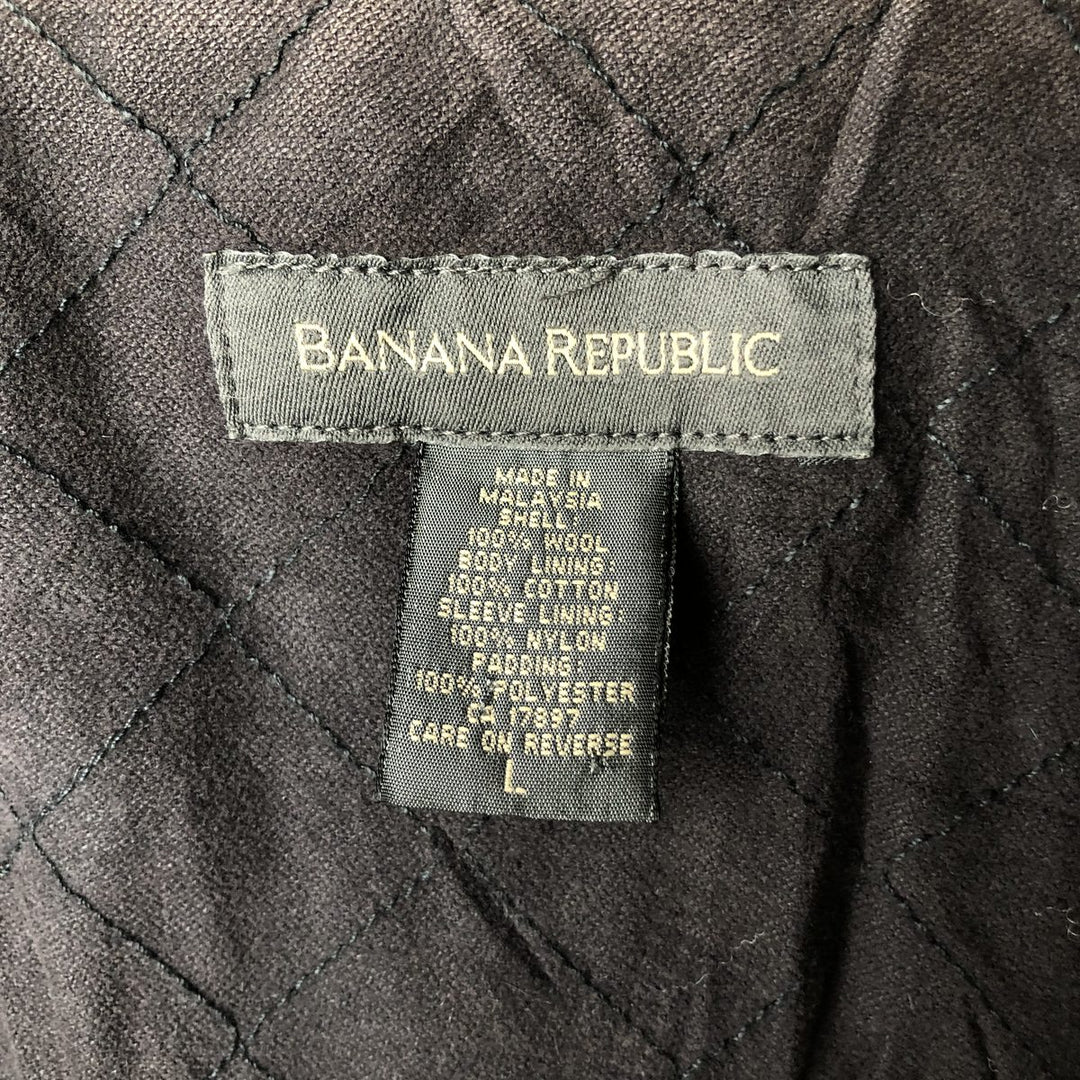 BANANA REPUBLIC
MADE IN
MALAYSIA
SHELL:
100% WOOL
BODY LINING:
100% COTTON
SLEEVE LINING:
100% NYLON
PADDING:
100% POLYESTER
CA 17897
CARE ON REVERSE
L